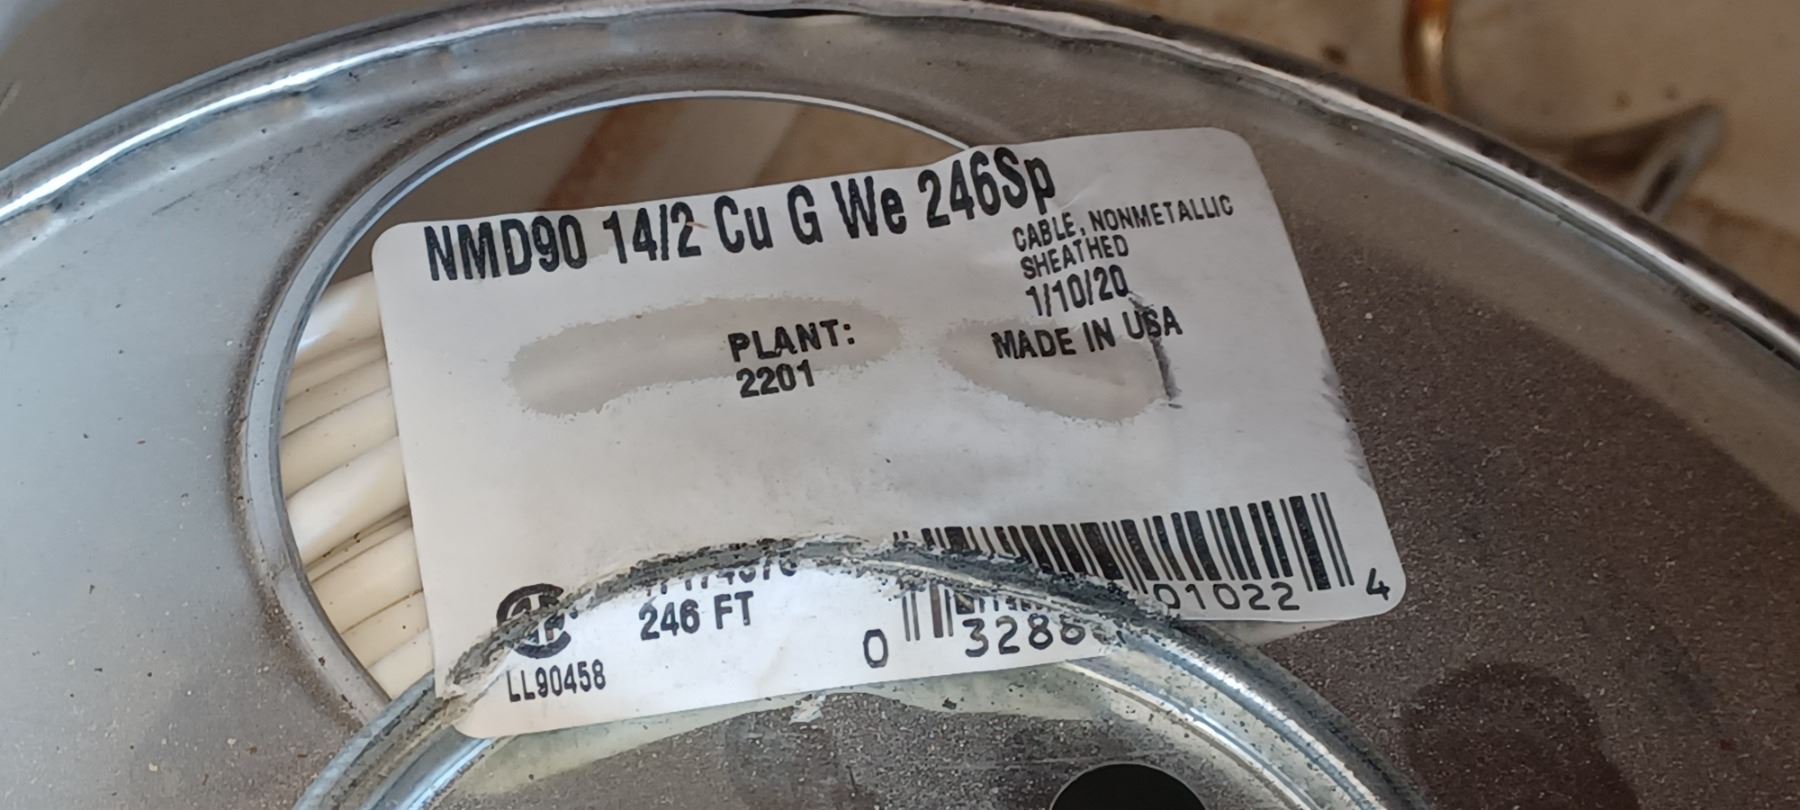 NMD90 14/2 Cu G We 246Sp
CABLE, NONMETALLIC
SHEATHED
1/10/20
MADE IN USA
PLANT:
2201
246 FT
LL90458
0 3288 01022 4